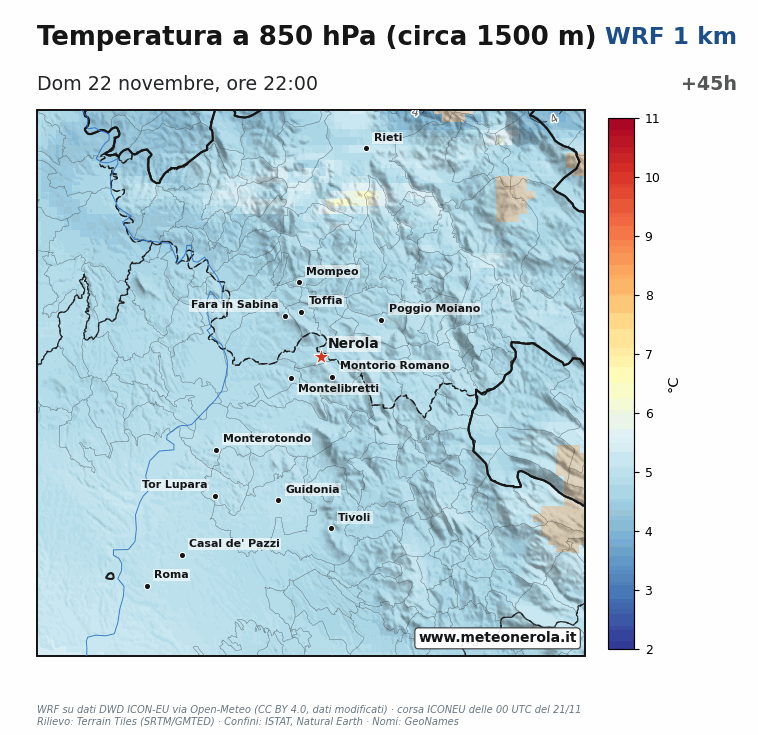 Temperatura a 850 hPa (circa 1500 m) WRF 1 km
Dom 22 novembre, ore 22:00 +45h
4
4
Rieti
Mompeo
Fara in Sabina
Toffia
Poggio Moiano
Nerola
Montorio Romano
Montelibretti
Monterotondo
Tor Lupara
Guidonia
Tivoli
Casal de' Pazzi
Roma
www.meteonerola.it
11
10
9
8
7
6
5
4
3
2
°C
WRF su dati DWD ICON-EU via Open-Meteo (CC BY 4.0, dati modificati) · corsa ICONEU delle 00 UTC del 21/11
Rilievo: Terrain Tiles (SRTM/GMTED) · Confini: ISTAT, Natural Earth · Nomi: GeoNames